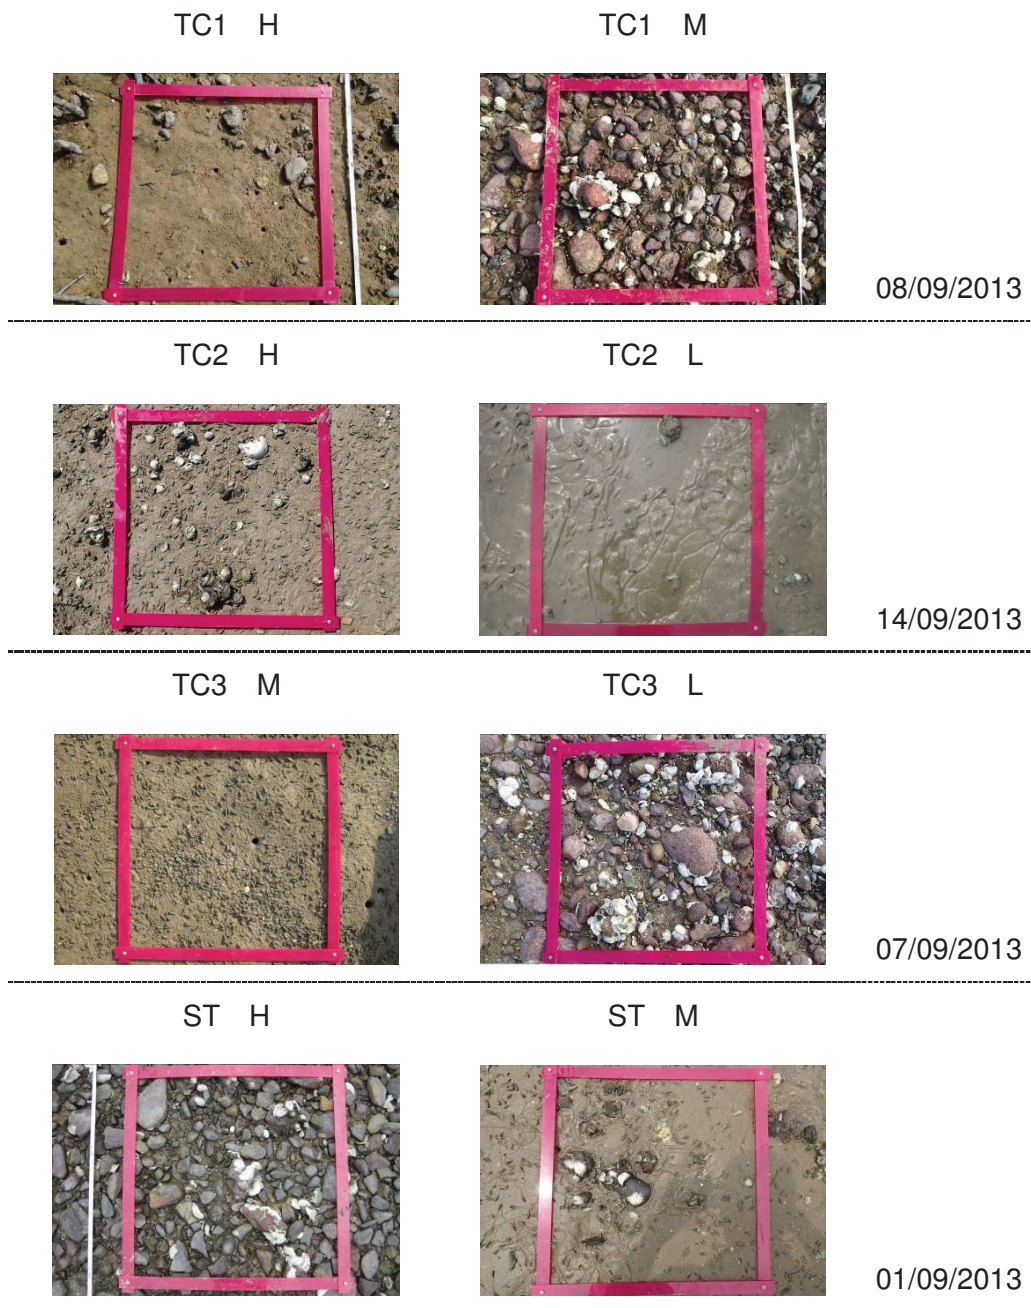 TC1 H
TC1 M
08/09/2013
TC2 H
TC2 L
14/09/2013
TC3 M
TC3 L
07/09/2013
ST H
ST M
01/09/2013